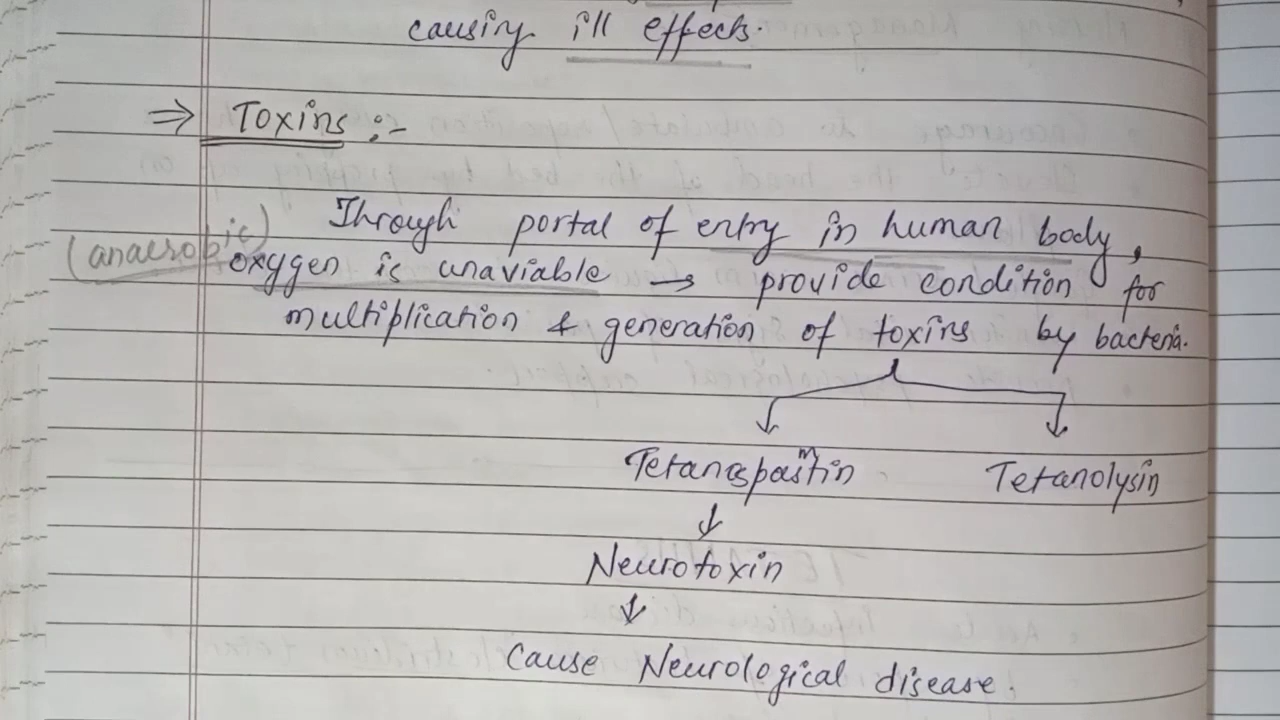 causing ill effects.
⇒ Toxins :-
Through portal of entry in human body,
(anaerobic) oxygen is unaviable → provide condition for
multiplication & generation of toxins by bacteria.
Tetanospasmin Tetanolysin
↓
Neurotoxin
↓
Cause Neurological disease.